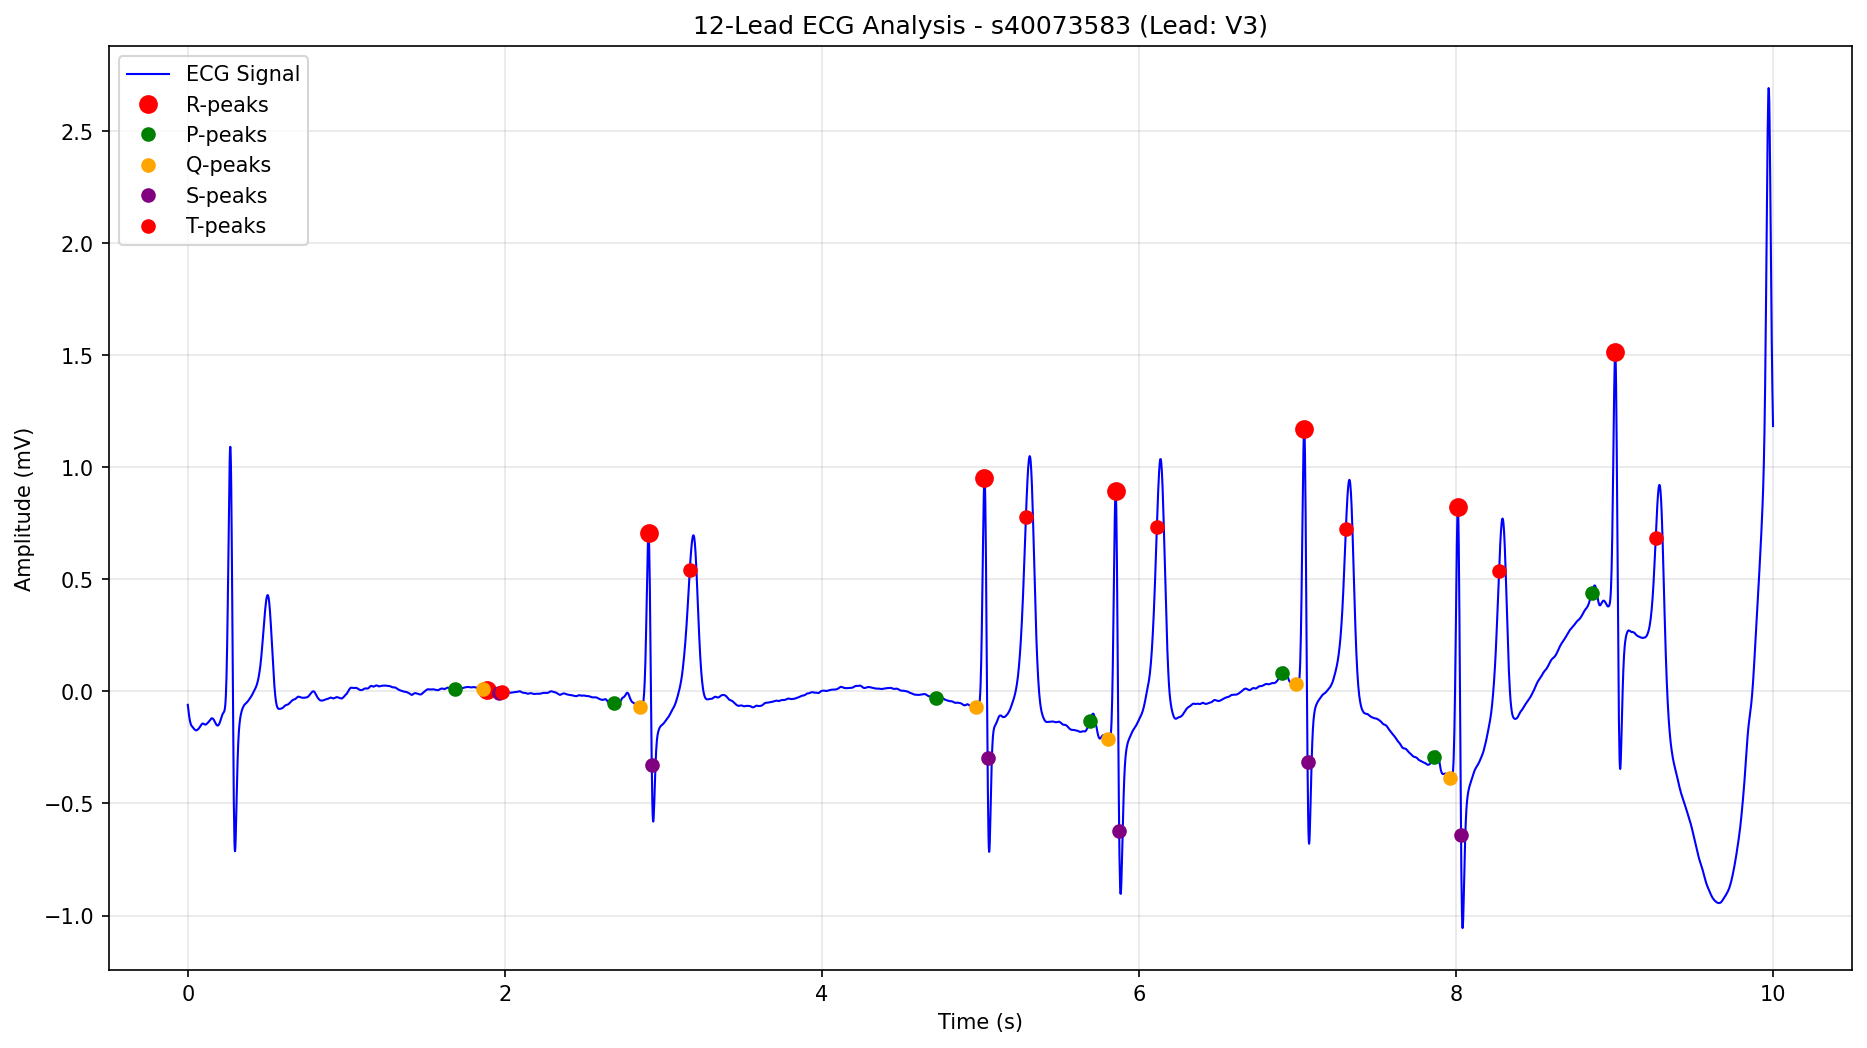 12-Lead ECG Analysis - s40073583 (Lead: V3)
ECG Signal
R-peaks
P-peaks
Q-peaks
S-peaks
T-peaks
Amplitude (mV)
2.5
2.0
1.5
1.0
0.5
0.0
−0.5
−1.0
0 2 4 6 8 10
Time (s)